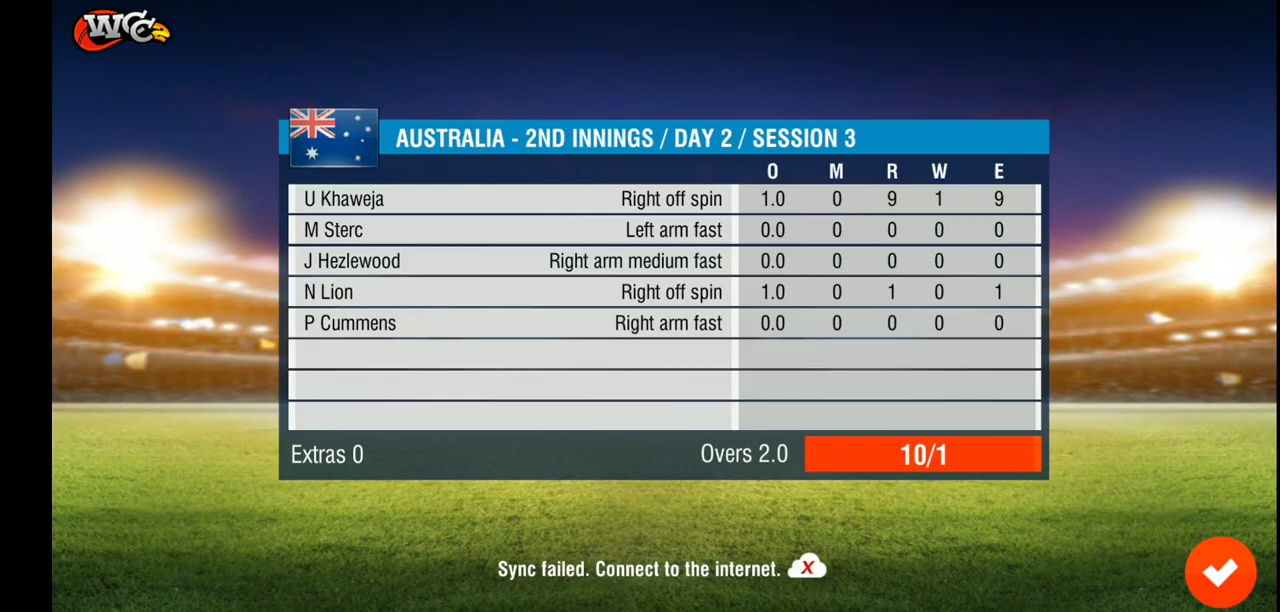 WCC
AUSTRALIA - 2ND INNINGS / DAY 2 / SESSION 3
O M R W E
U Khaweja Right off spin 1.0 0 9 1 9
M Sterc Left arm fast 0.0 0 0 0 0
J Hezlewood Right arm medium fast 0.0 0 0 0 0
N Lion Right off spin 1.0 0 1 0 1
P Cummens Right arm fast 0.0 0 0 0 0
Extras 0 Overs 2.0 10/1
Sync failed. Connect to the internet. X